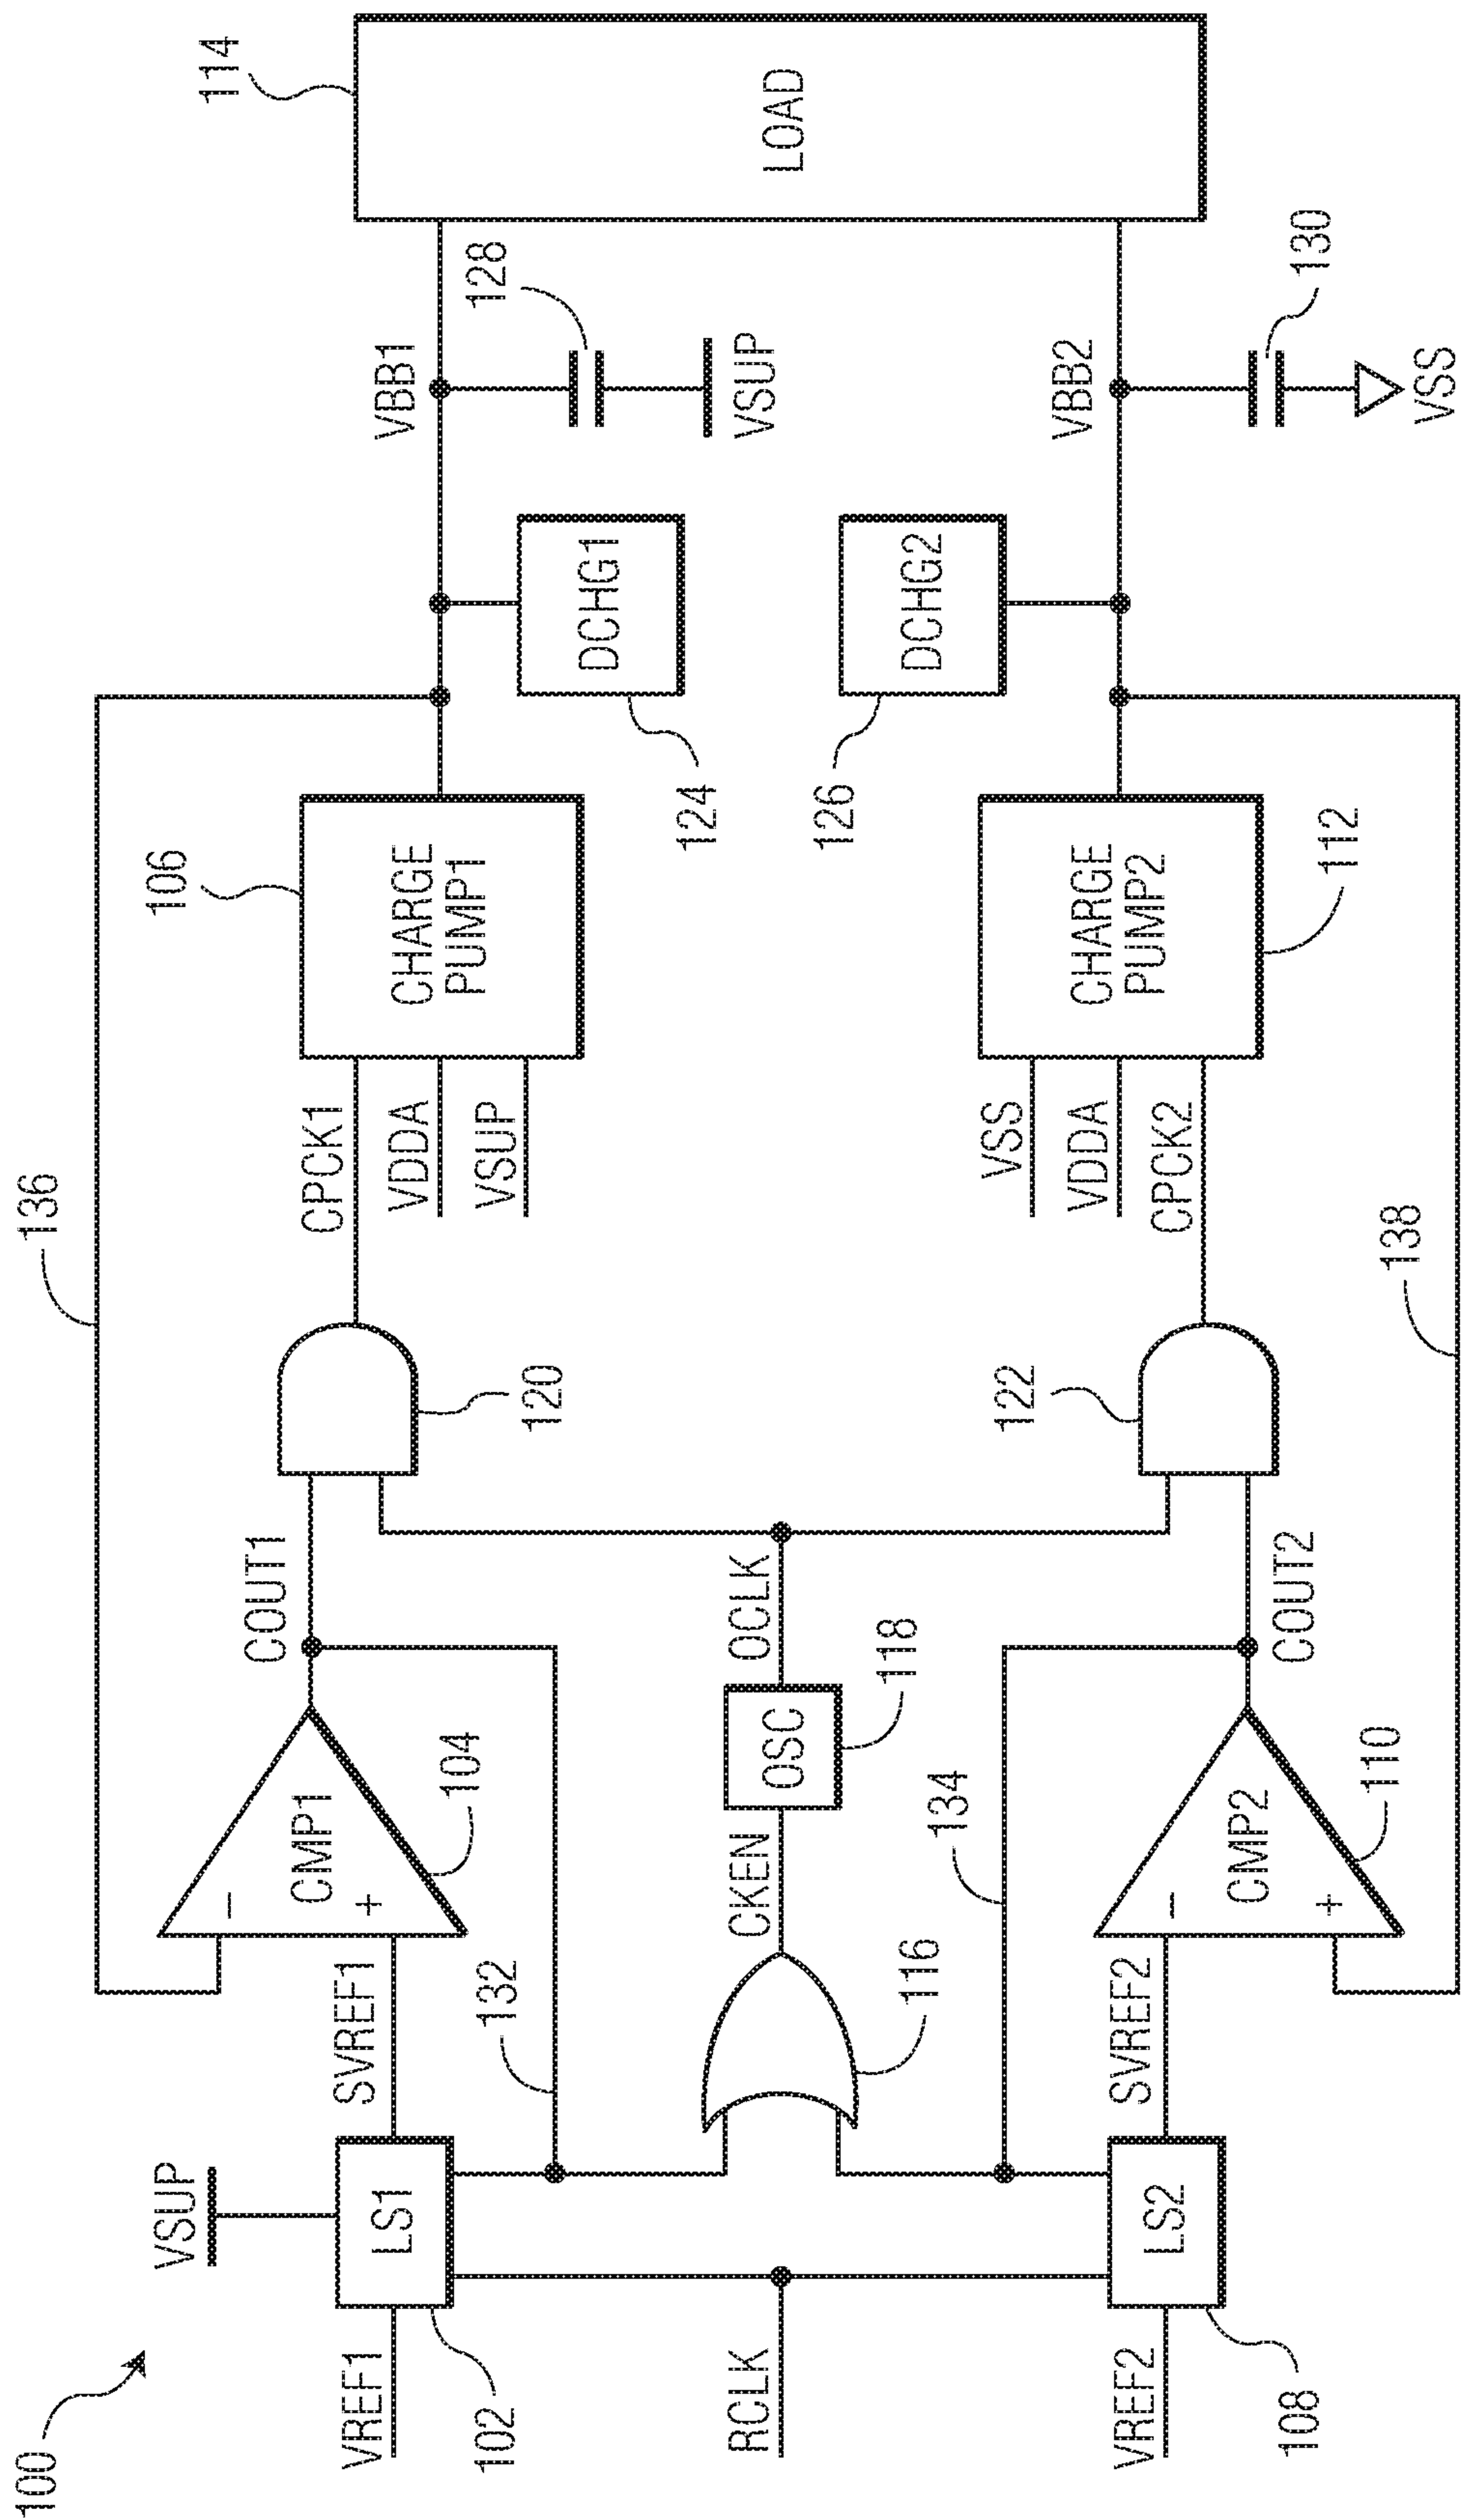 100
136
106
114
VSUP
COUT1
CPCK1
VBB1
VREF1
LS1
SVREF1
CMP1
-
+
104
120
VDDA
VSUP
CHARGE
PUMP1
124
DCHG1
128
VSUP
102
132
RCLK
116
CKEN
OSC
118
OCLK
LOAD
134
122
VSS
VDDA
CPCK2
126
DCHG2
VBB2
VREF2
LS2
SVREF2
CMP2
-
+
110
COUT2
CHARGE
PUMP2
112
130
VSS
108
138